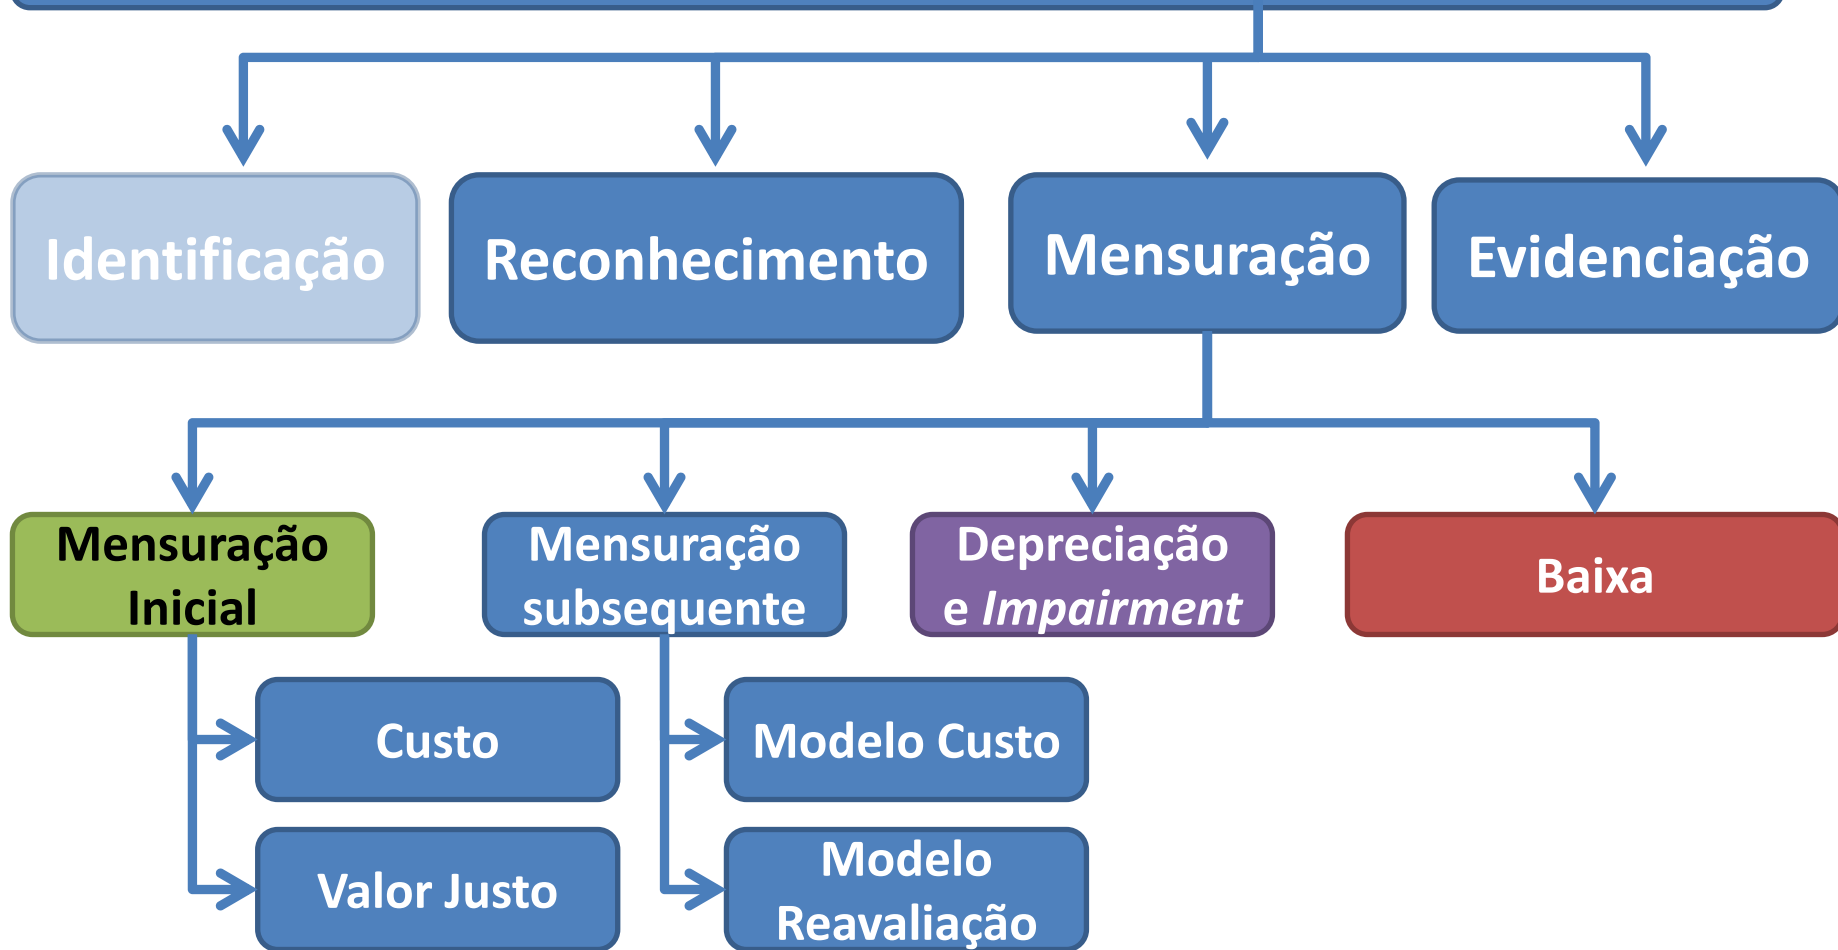 Identificação
Reconhecimento
Mensuração
Evidenciação
Mensuração
Inicial
Mensuração
subsequente
Depreciação
e Impairment
Baixa
Custo
Modelo Custo
Valor Justo
Modelo
Reavaliação